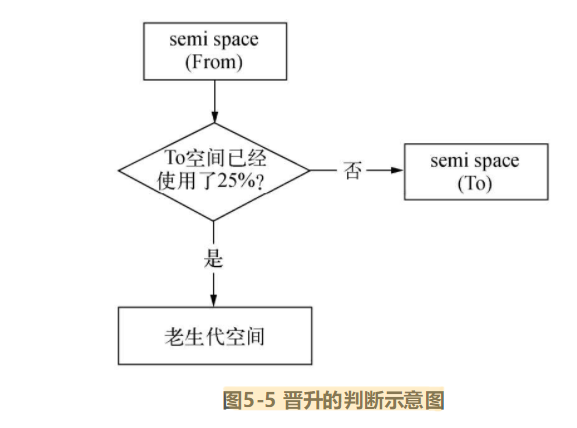 semi space
(From)
To空间已经
使用了25%?
否
semi space
(To)
是
老生代空间
图5-5 晋升的判断示意图